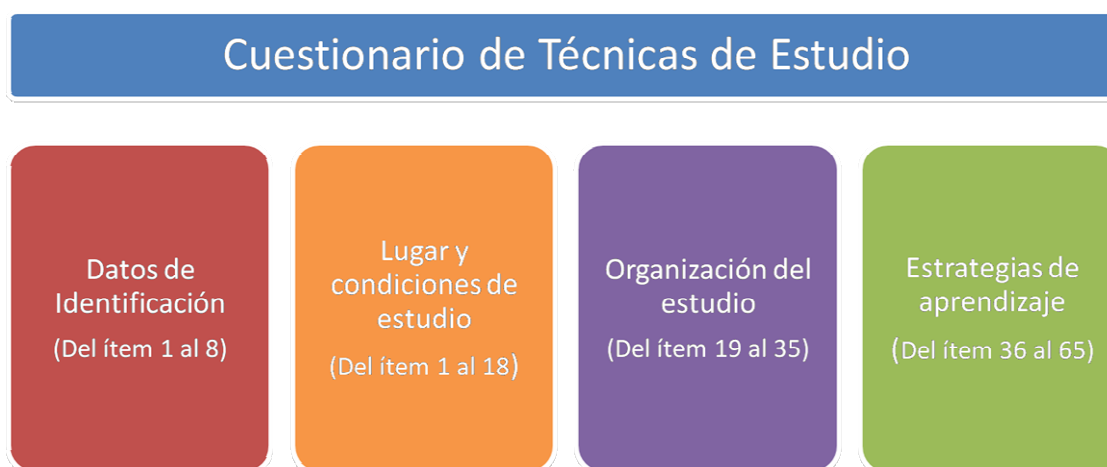 Cuestionario de Técnicas de Estudio
Datos de
Identificación
(Del ítem 1 al 8)
Lugar y
condiciones de
estudio
(Del ítem 1 al 18)
Organización del
estudio
(Del ítem 19 al 35)
Estrategias de
aprendizaje
(Del ítem 36 al 65)